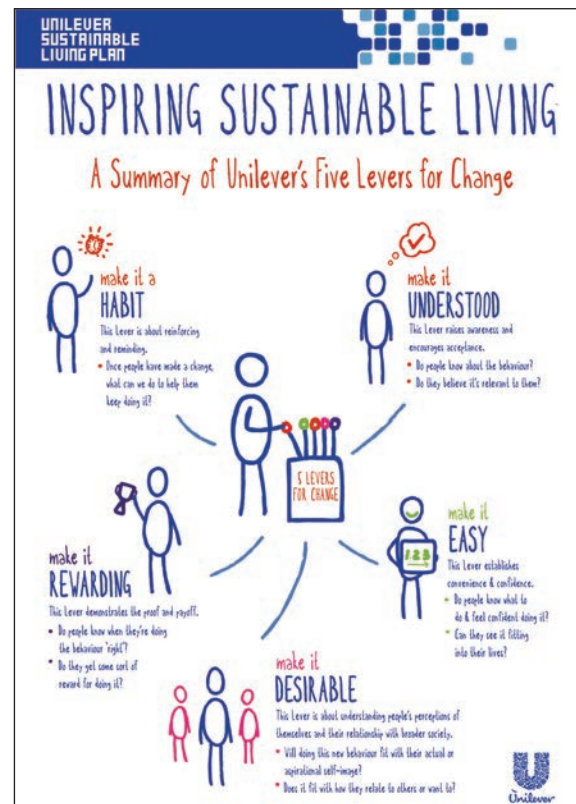 UNILEVER
SUSTAINABLE
LIVING PLAN
INSPIRING SUSTAINABLE LIVING
A Summary of Unilever's Five Levers for Change
make it a
HABIT
This Lever is about reinforcing
and reminding.
• Once people have made a change,
what can we do to help them
keep doing it?
make it
UNDERSTOOD
This Lever raises awareness and
encourages acceptance.
• Do people know about the behaviour?
• Do they believe it's relevant to them?
5 LEVERS
FOR CHANGE
make it
EASY
This Lever establishes
convenience & confidence.
• Do people know what to
do & feel confident doing it?
• Can they see it fitting
into their lives?
1 2 3
make it
REWARDING
This Lever demonstrates the proof and payoff.
• Do people know when they're doing
the behaviour 'right'?
• Do they get some sort of
reward for doing it?
make it
DESIRABLE
This Lever is about understanding people's perceptions of
themselves and their relationship with broader society.
• Will doing this new behaviour fit with their actual or
aspirational self-image?
• Does it fit with how they relate to others or want to?
Unilever